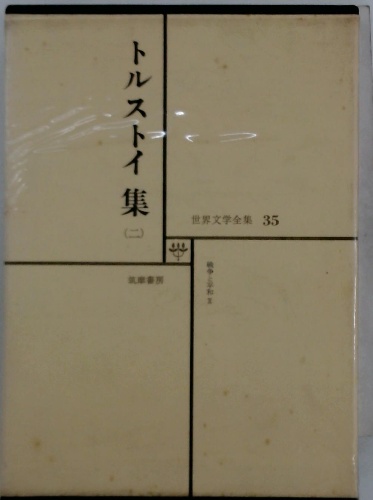 トルストイ集
(二)
世界文学全集 35
戦争と平和 II
筑摩書房